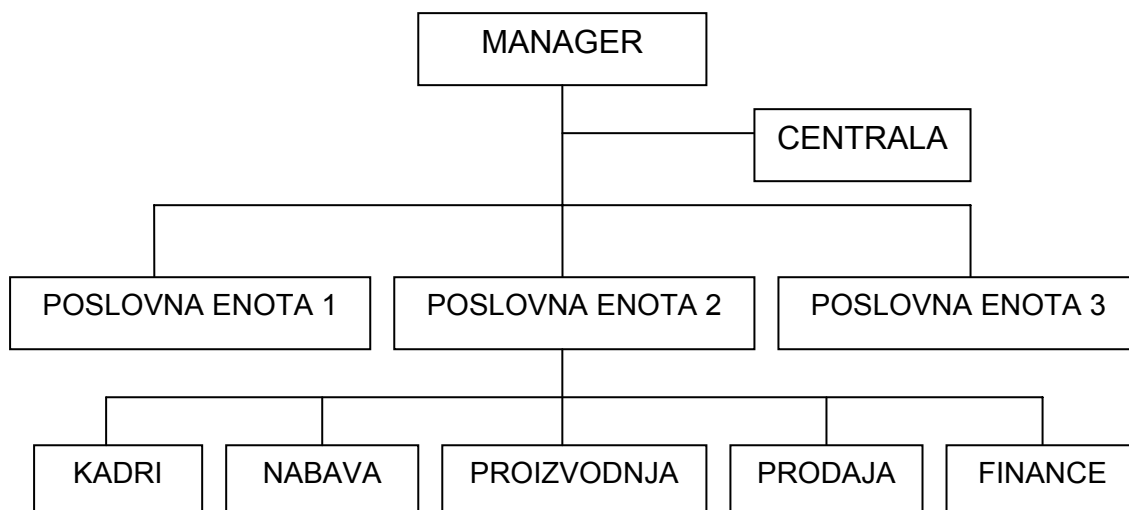 MANAGER
CENTRALA
POSLOVNA ENOTA 1
POSLOVNA ENOTA 2
POSLOVNA ENOTA 3
KADRI
NABAVA
PROIZVODNJA
PRODAJA
FINANCE